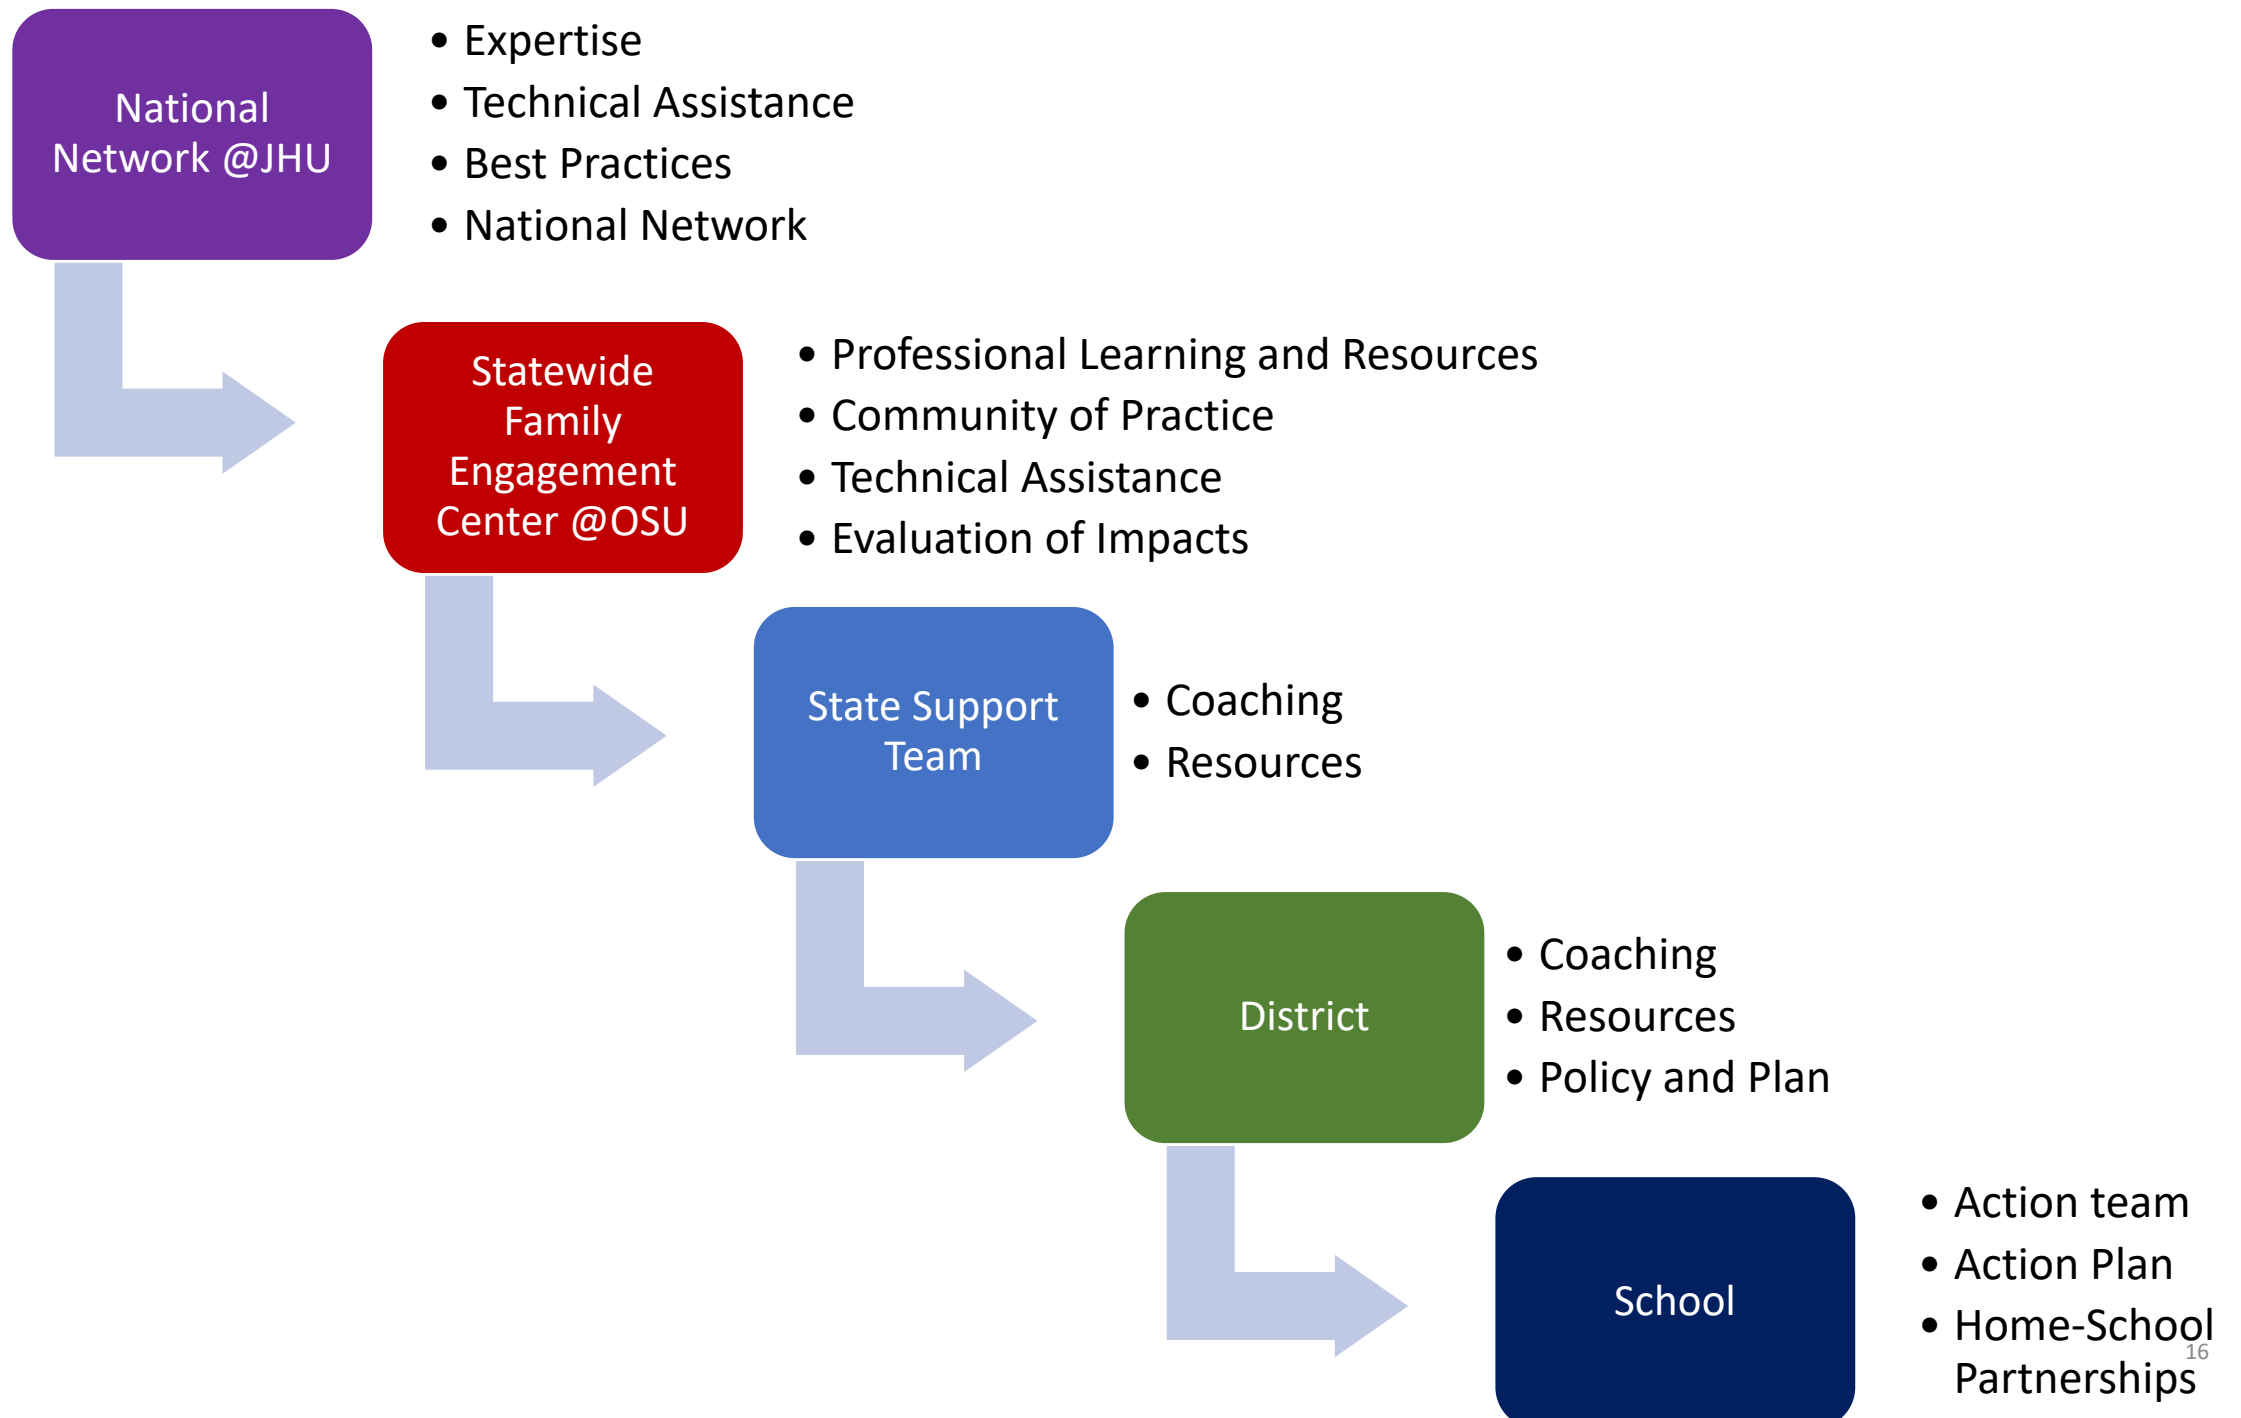 National
Network @JHU
• Expertise
• Technical Assistance
• Best Practices
• National Network
Statewide
Family
Engagement
Center @OSU
• Professional Learning and Resources
• Community of Practice
• Technical Assistance
• Evaluation of Impacts
State Support
Team
• Coaching
• Resources
District
• Coaching
• Resources
• Policy and Plan
School
• Action team
• Action Plan
• Home-School
Partnerships
16